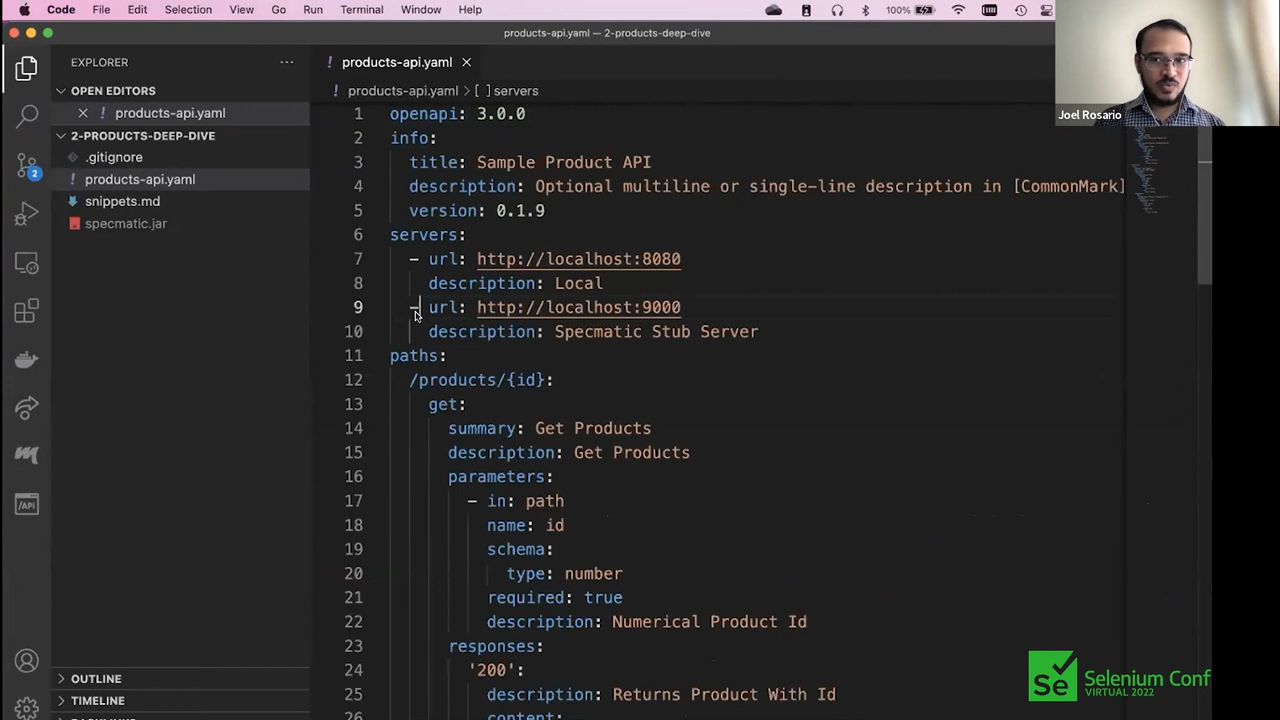 Code File Edit Selection View Go Run Terminal Window Help 100%
products-api.yaml — 2-products-deep-dive
EXPLORER
OPEN EDITORS
products-api.yaml
2-PRODUCTS-DEEP-DIVE
.gitignore
products-api.yaml
snippets.md
specmatic.jar
OUTLINE
TIMELINE
2
/API
! products-api.yaml
! products-api.yaml > [ ] servers
1 openapi: 3.0.0
2 info:
3 title: Sample Product API
4 description: Optional multiline or single-line description in [CommonMark]
5 version: 0.1.9
6 servers:
7 - url: http://localhost:8080
8 description: Local
9 - url: http://localhost:9000
10 description: Specmatic Stub Server
11 paths:
12 /products/{id}:
13 get:
14 summary: Get Products
15 description: Get Products
16 parameters:
17 - in: path
18 name: id
19 schema:
20 type: number
21 required: true
22 description: Numerical Product Id
23 responses:
24 '200':
25 description: Returns Product With Id
26 content:
Joel Rosario
Se
Selenium Conf
VIRTUAL 2022